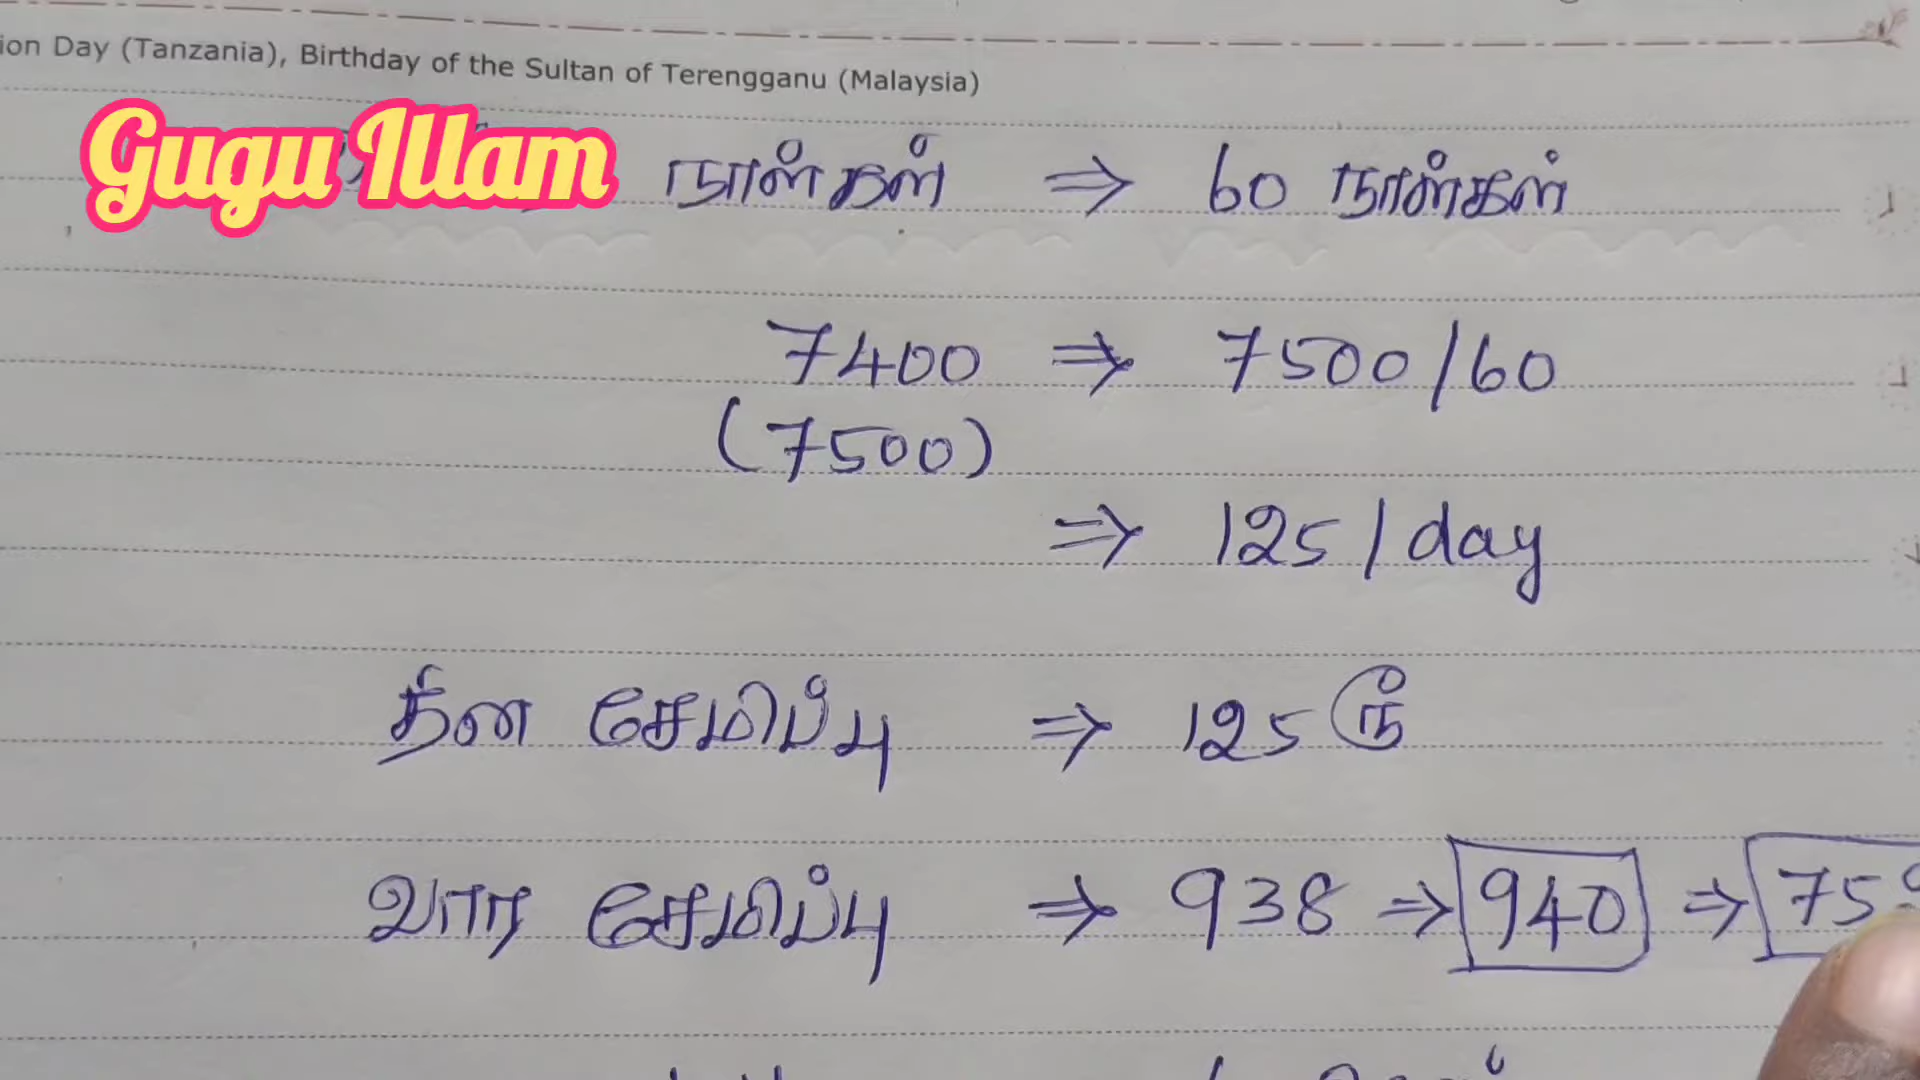 ion Day (Tanzania), Birthday of the Sultan of Terengganu (Malaysia)
Gugu Illam
நாள்கள் ⇒ 60 நாள்கள்
7400 ⇒ 7500/60
(7500)
⇒ 125/day
தின சேமிப்பு ⇒ 125 ரூ
வார சேமிப்பு ⇒ 938 ⇒ 940 ⇒ 75